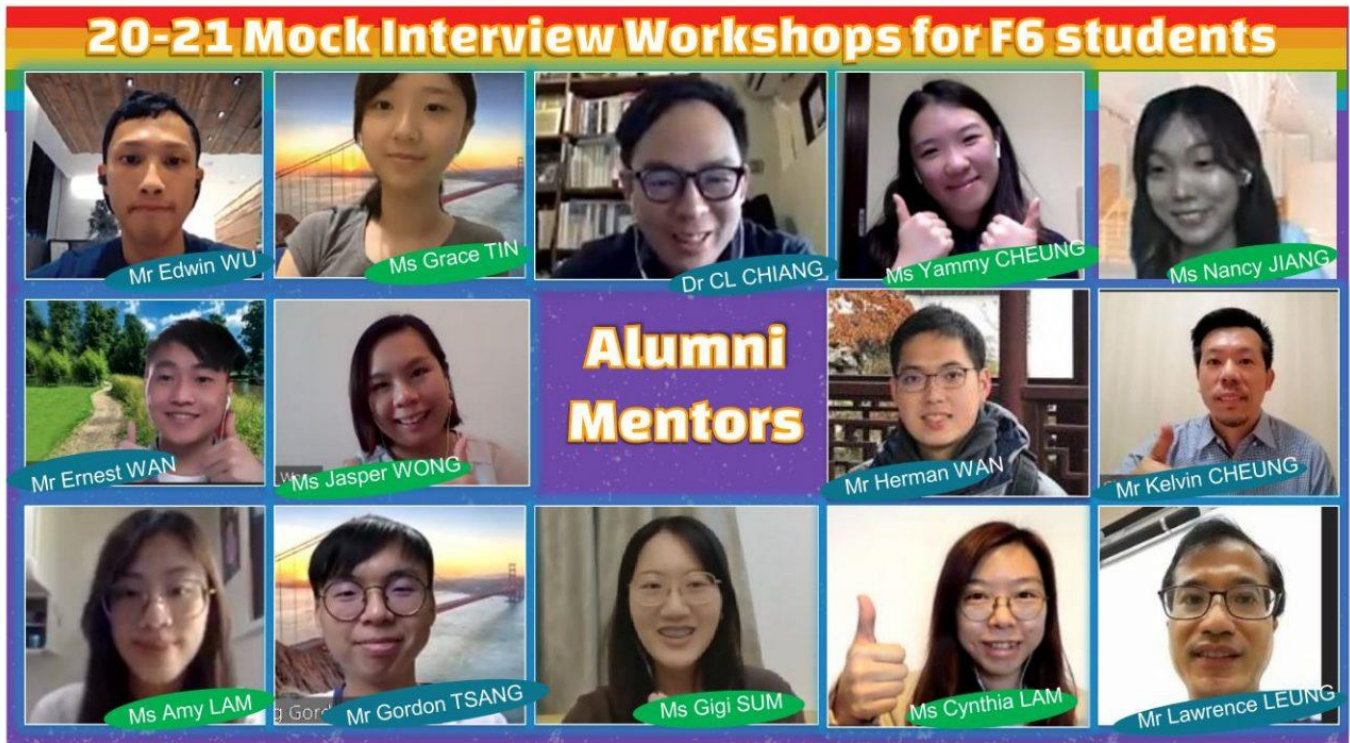 20-21 Mock Interview Workshops for F6 students
Mr Edwin WU
Ms Grace TIN
Dr CL CHIANG
Ms Yammy CHEUNG
Ms Nancy JIANG
Mr Ernest WAN
Ms Jasper WONG
Alumni
Mentors
Mr Herman WAN
Mr Kelvin CHEUNG
Ms Amy LAM
Mr Gordon TSANG
Ms Gigi SUM
Ms Cynthia LAM
Mr Lawrence LEUNG